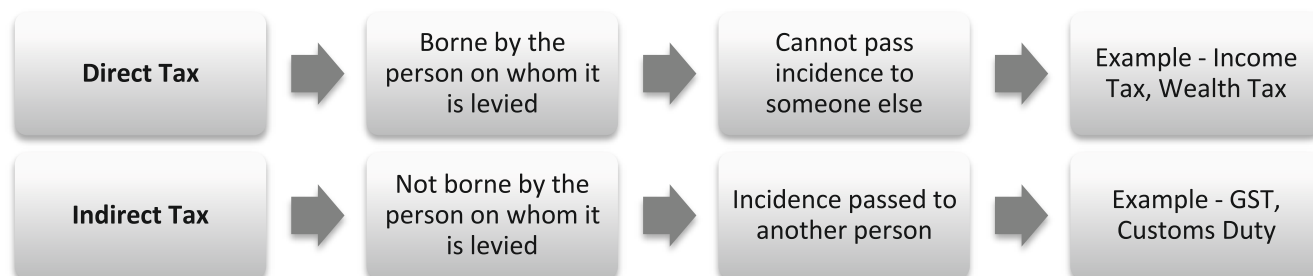 Direct Tax
Borne by the
person on whom it
is levied
Cannot pass
incidence to
someone else
Example - Income
Tax, Wealth Tax
Indirect Tax
Not borne by the
person on whom it
is levied
Incidence passed to
another person
Example - GST,
Customs Duty